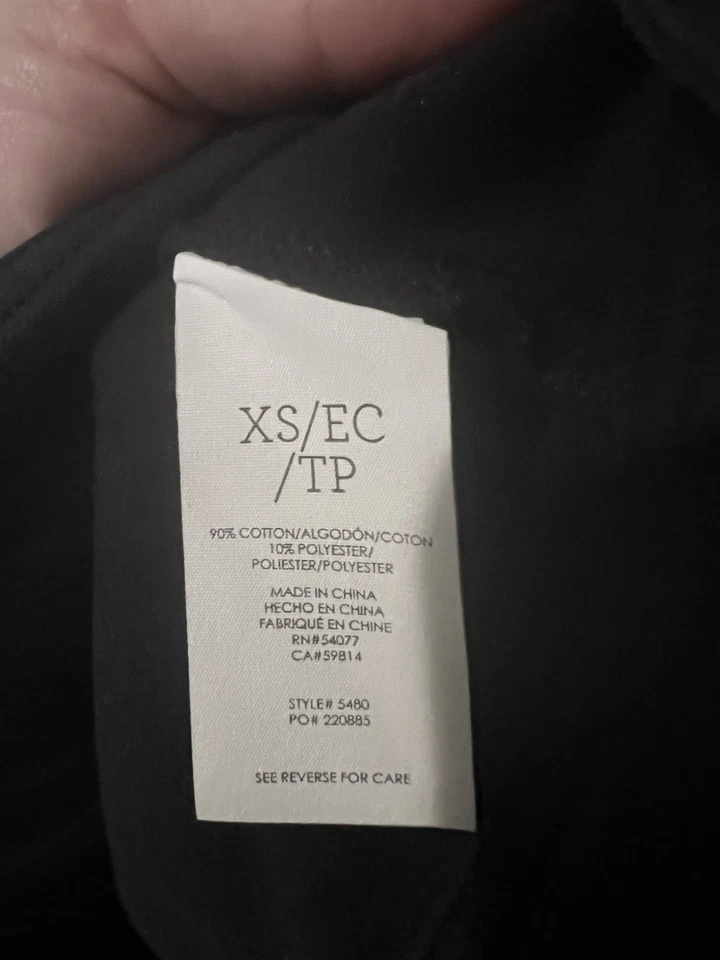 XS/EC
/TP
90% COTTON/ALGODÓN/COTON
10% POLYESTER/
POLIESTER/POLYESTER
MADE IN CHINA
HECHO EN CHINA
FABRIQUÉ EN CHINE
RN#54077
CA#59814
STYLE# 5480
PO# 220885
SEE REVERSE FOR CARE